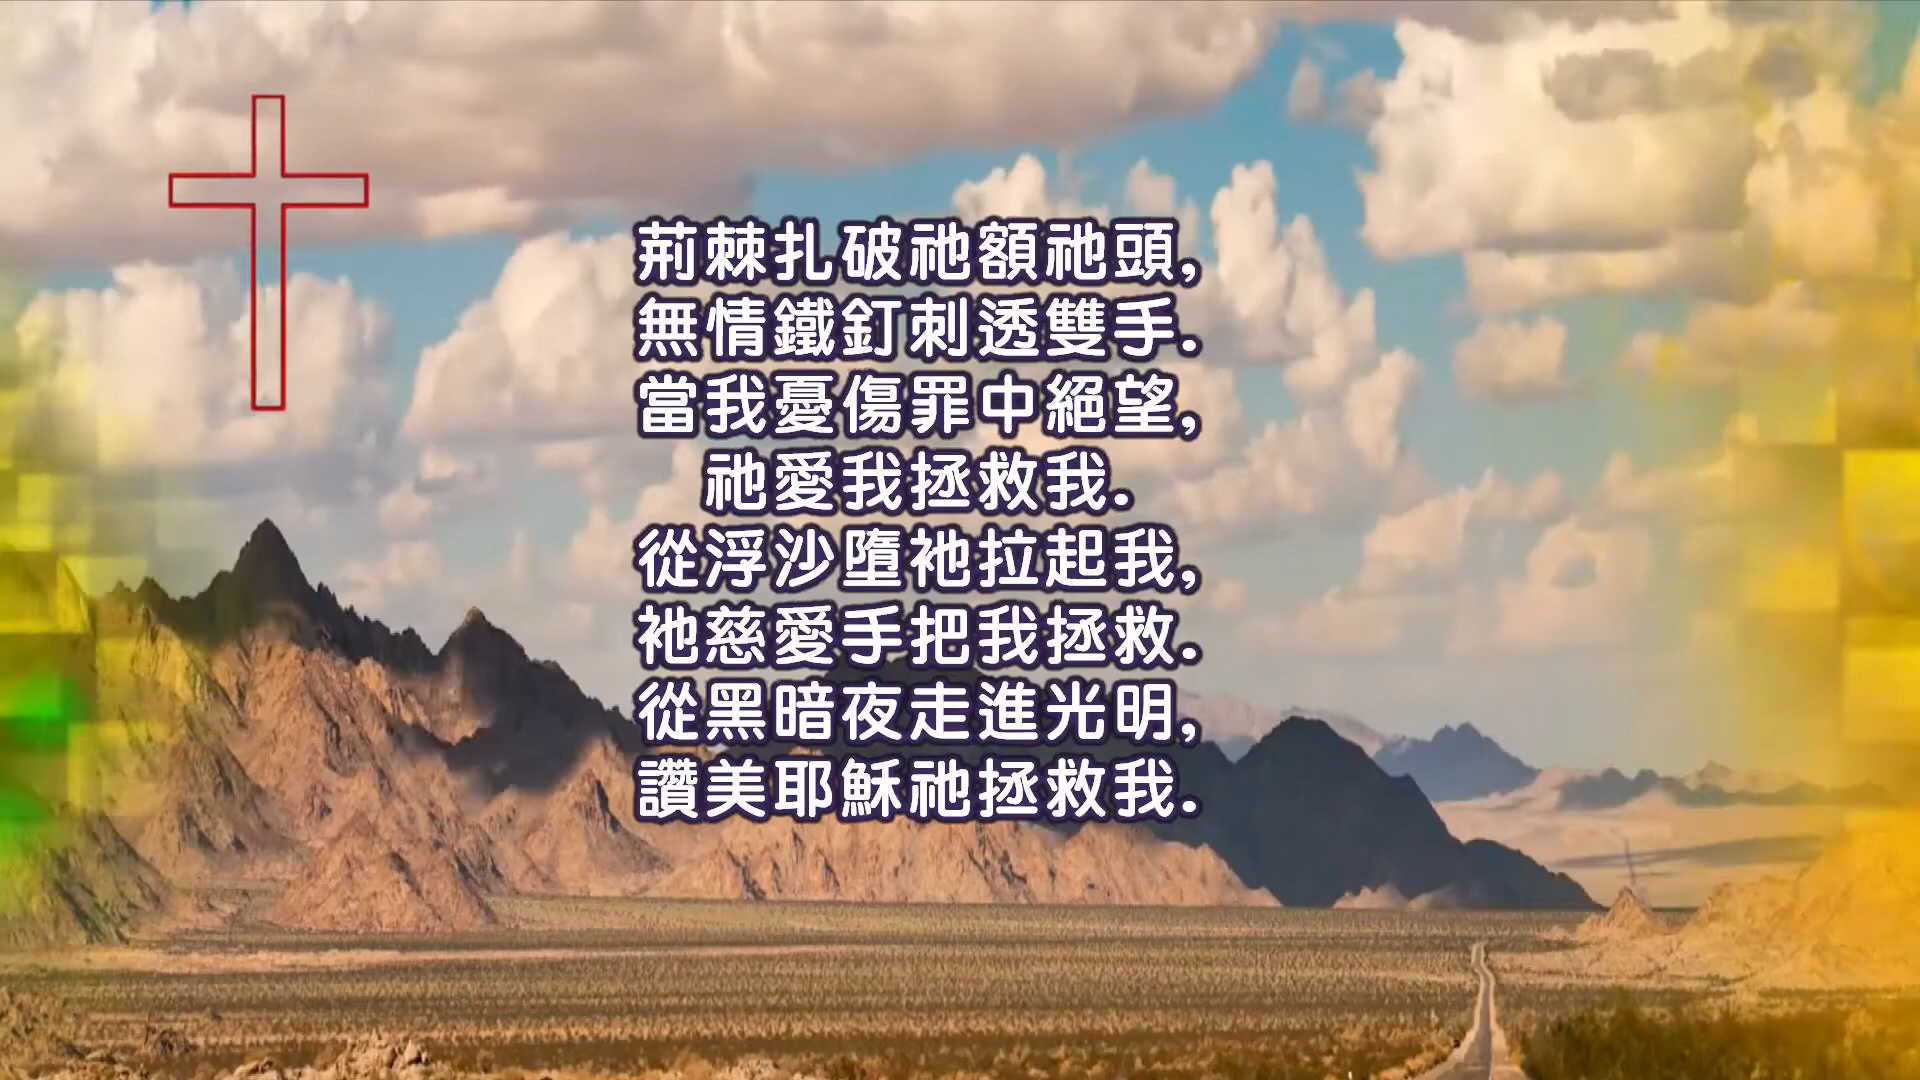 荊棘扎破祂額祂頭,
無情鐵釘刺透雙手.
當我憂傷罪中絕望,
祂愛我拯救我.
從浮沙墮祂拉起我,
祂慈愛手把我拯救.
從黑暗夜走進光明,
讚美耶穌祂拯救我.